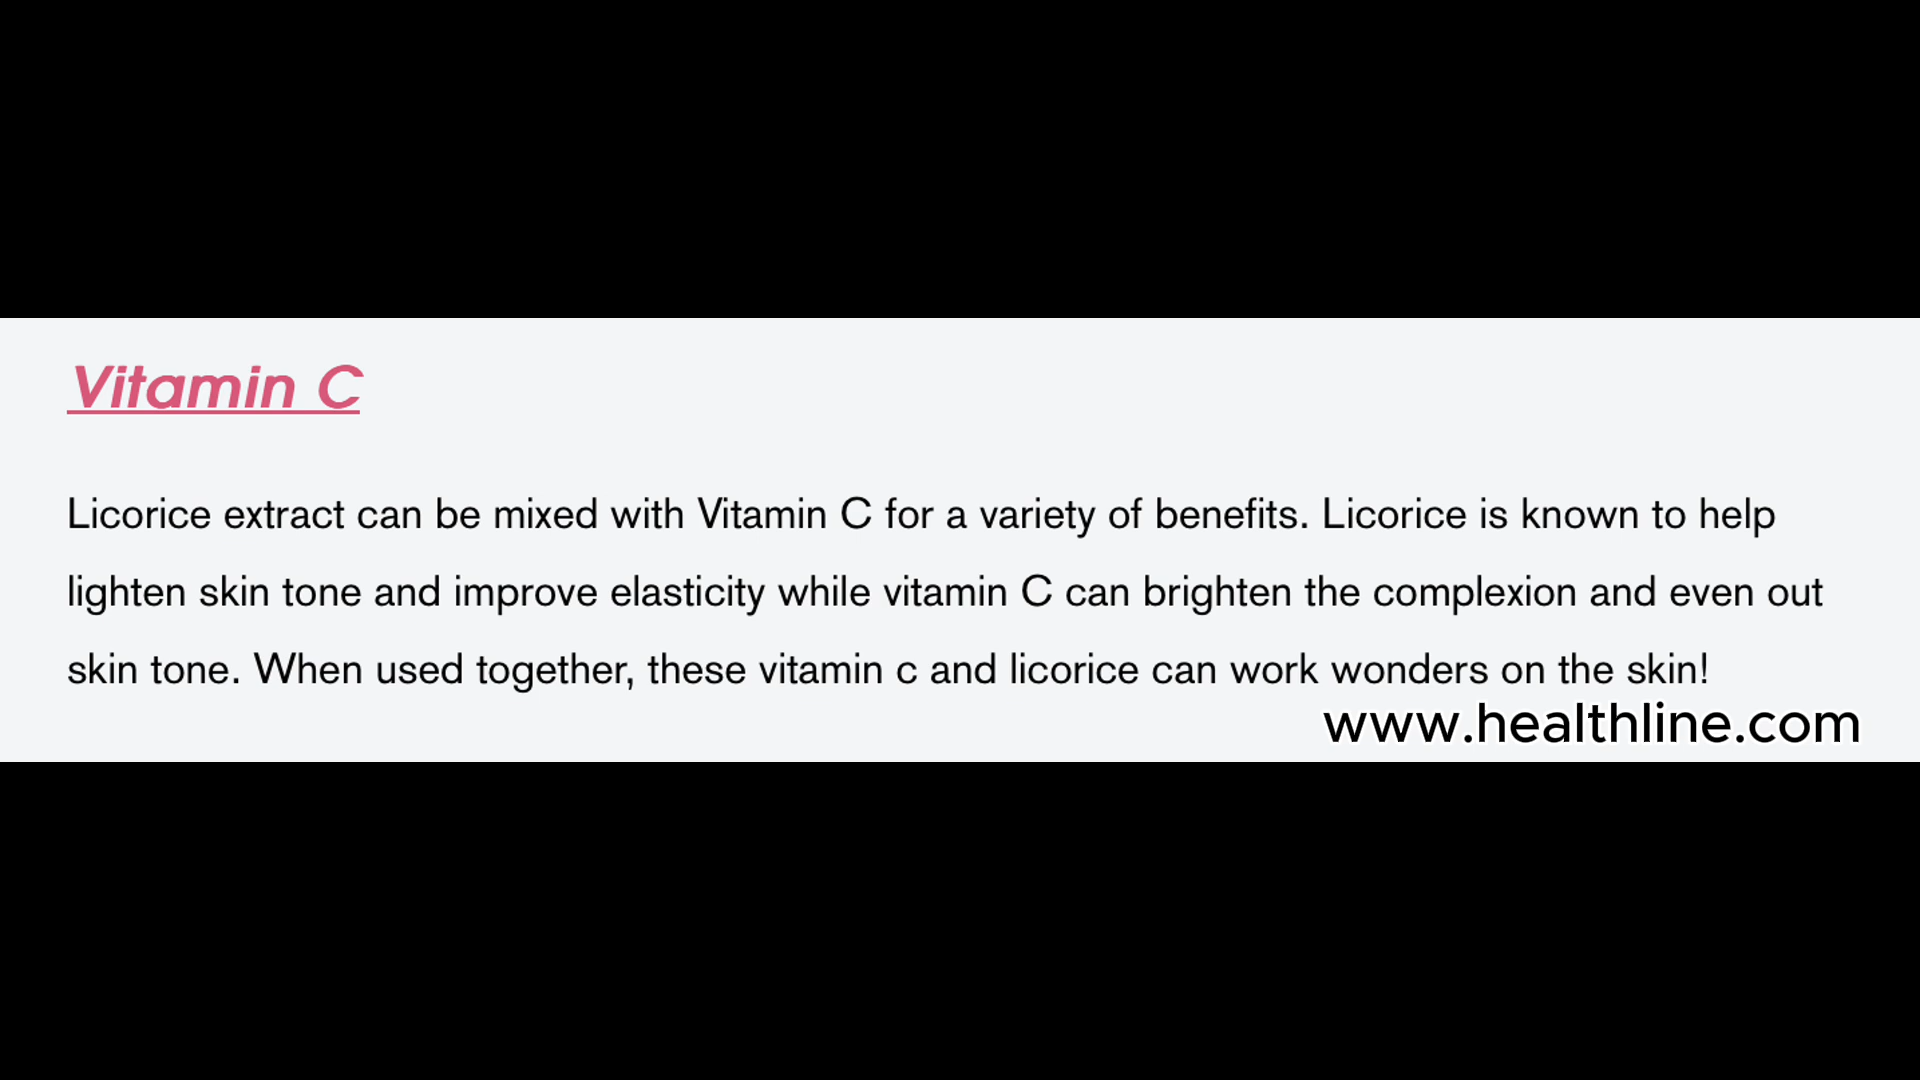 Vitamin C
Licorice extract can be mixed with Vitamin C for a variety of benefits. Licorice is known to help
lighten skin tone and improve elasticity while vitamin C can brighten the complexion and even out
skin tone. When used together, these vitamin c and licorice can work wonders on the skin!
www.healthline.com